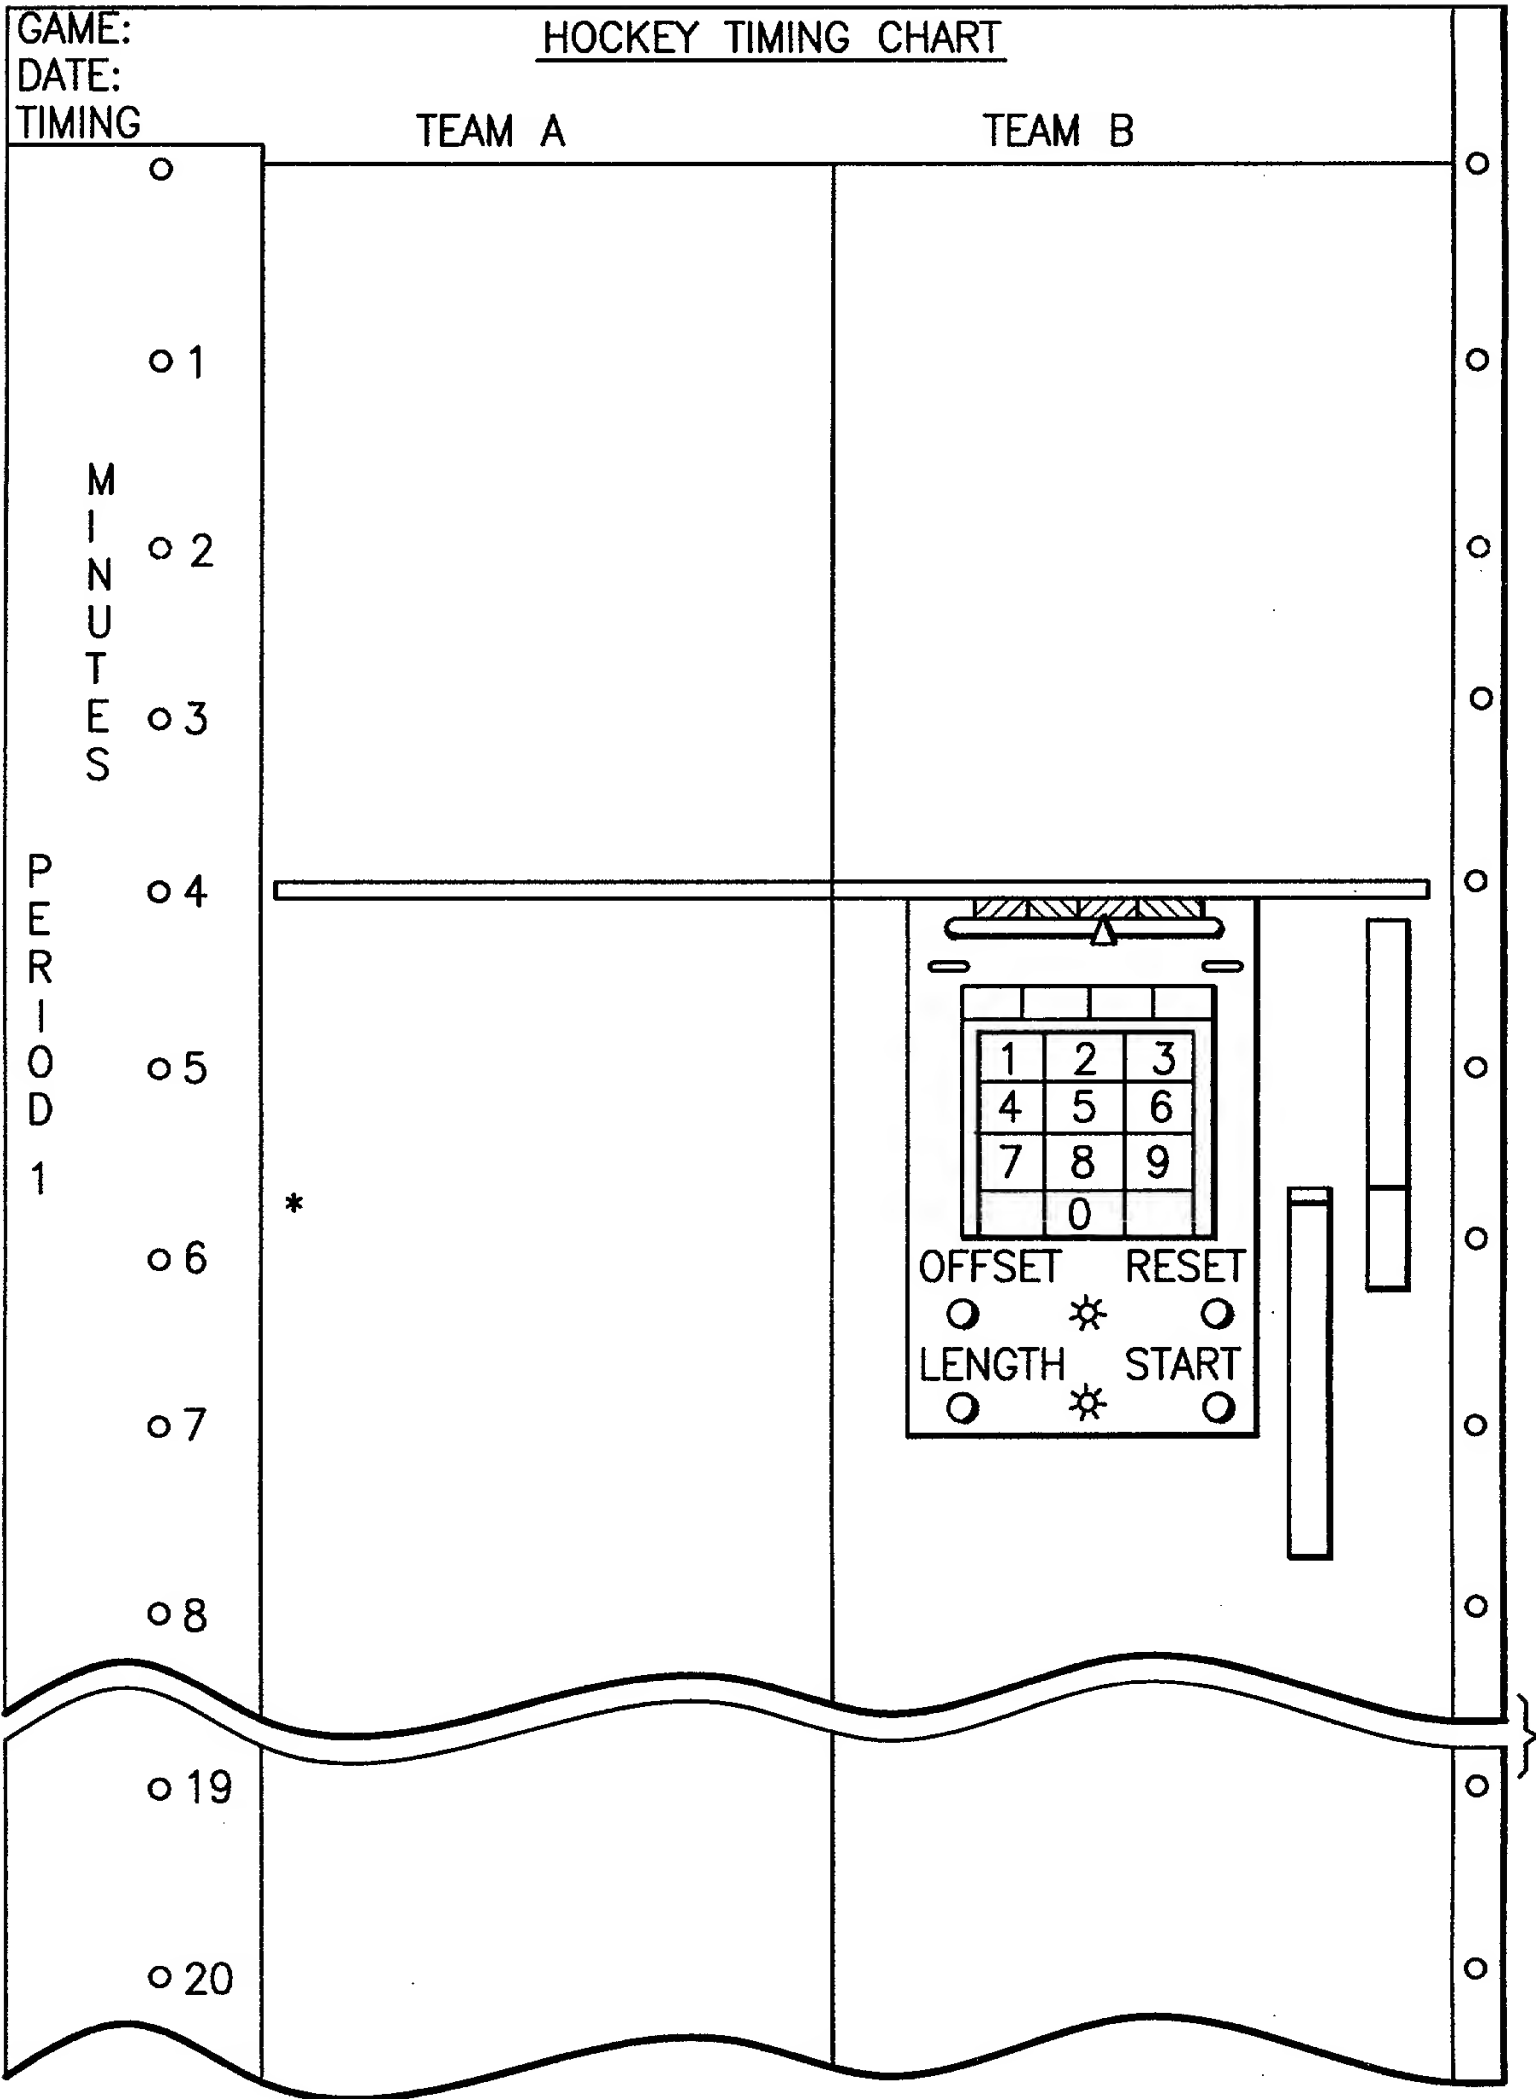 GAME:
HOCKEY TIMING CHART
DATE:
TIMING
TEAM A
TEAM B
1
MINUTES
2
3
PERIOD 1
4
5
1 2 3
4 5 6
7 8 9
*
0
6
OFFSET RESET
LENGTH START
7
8
19
20